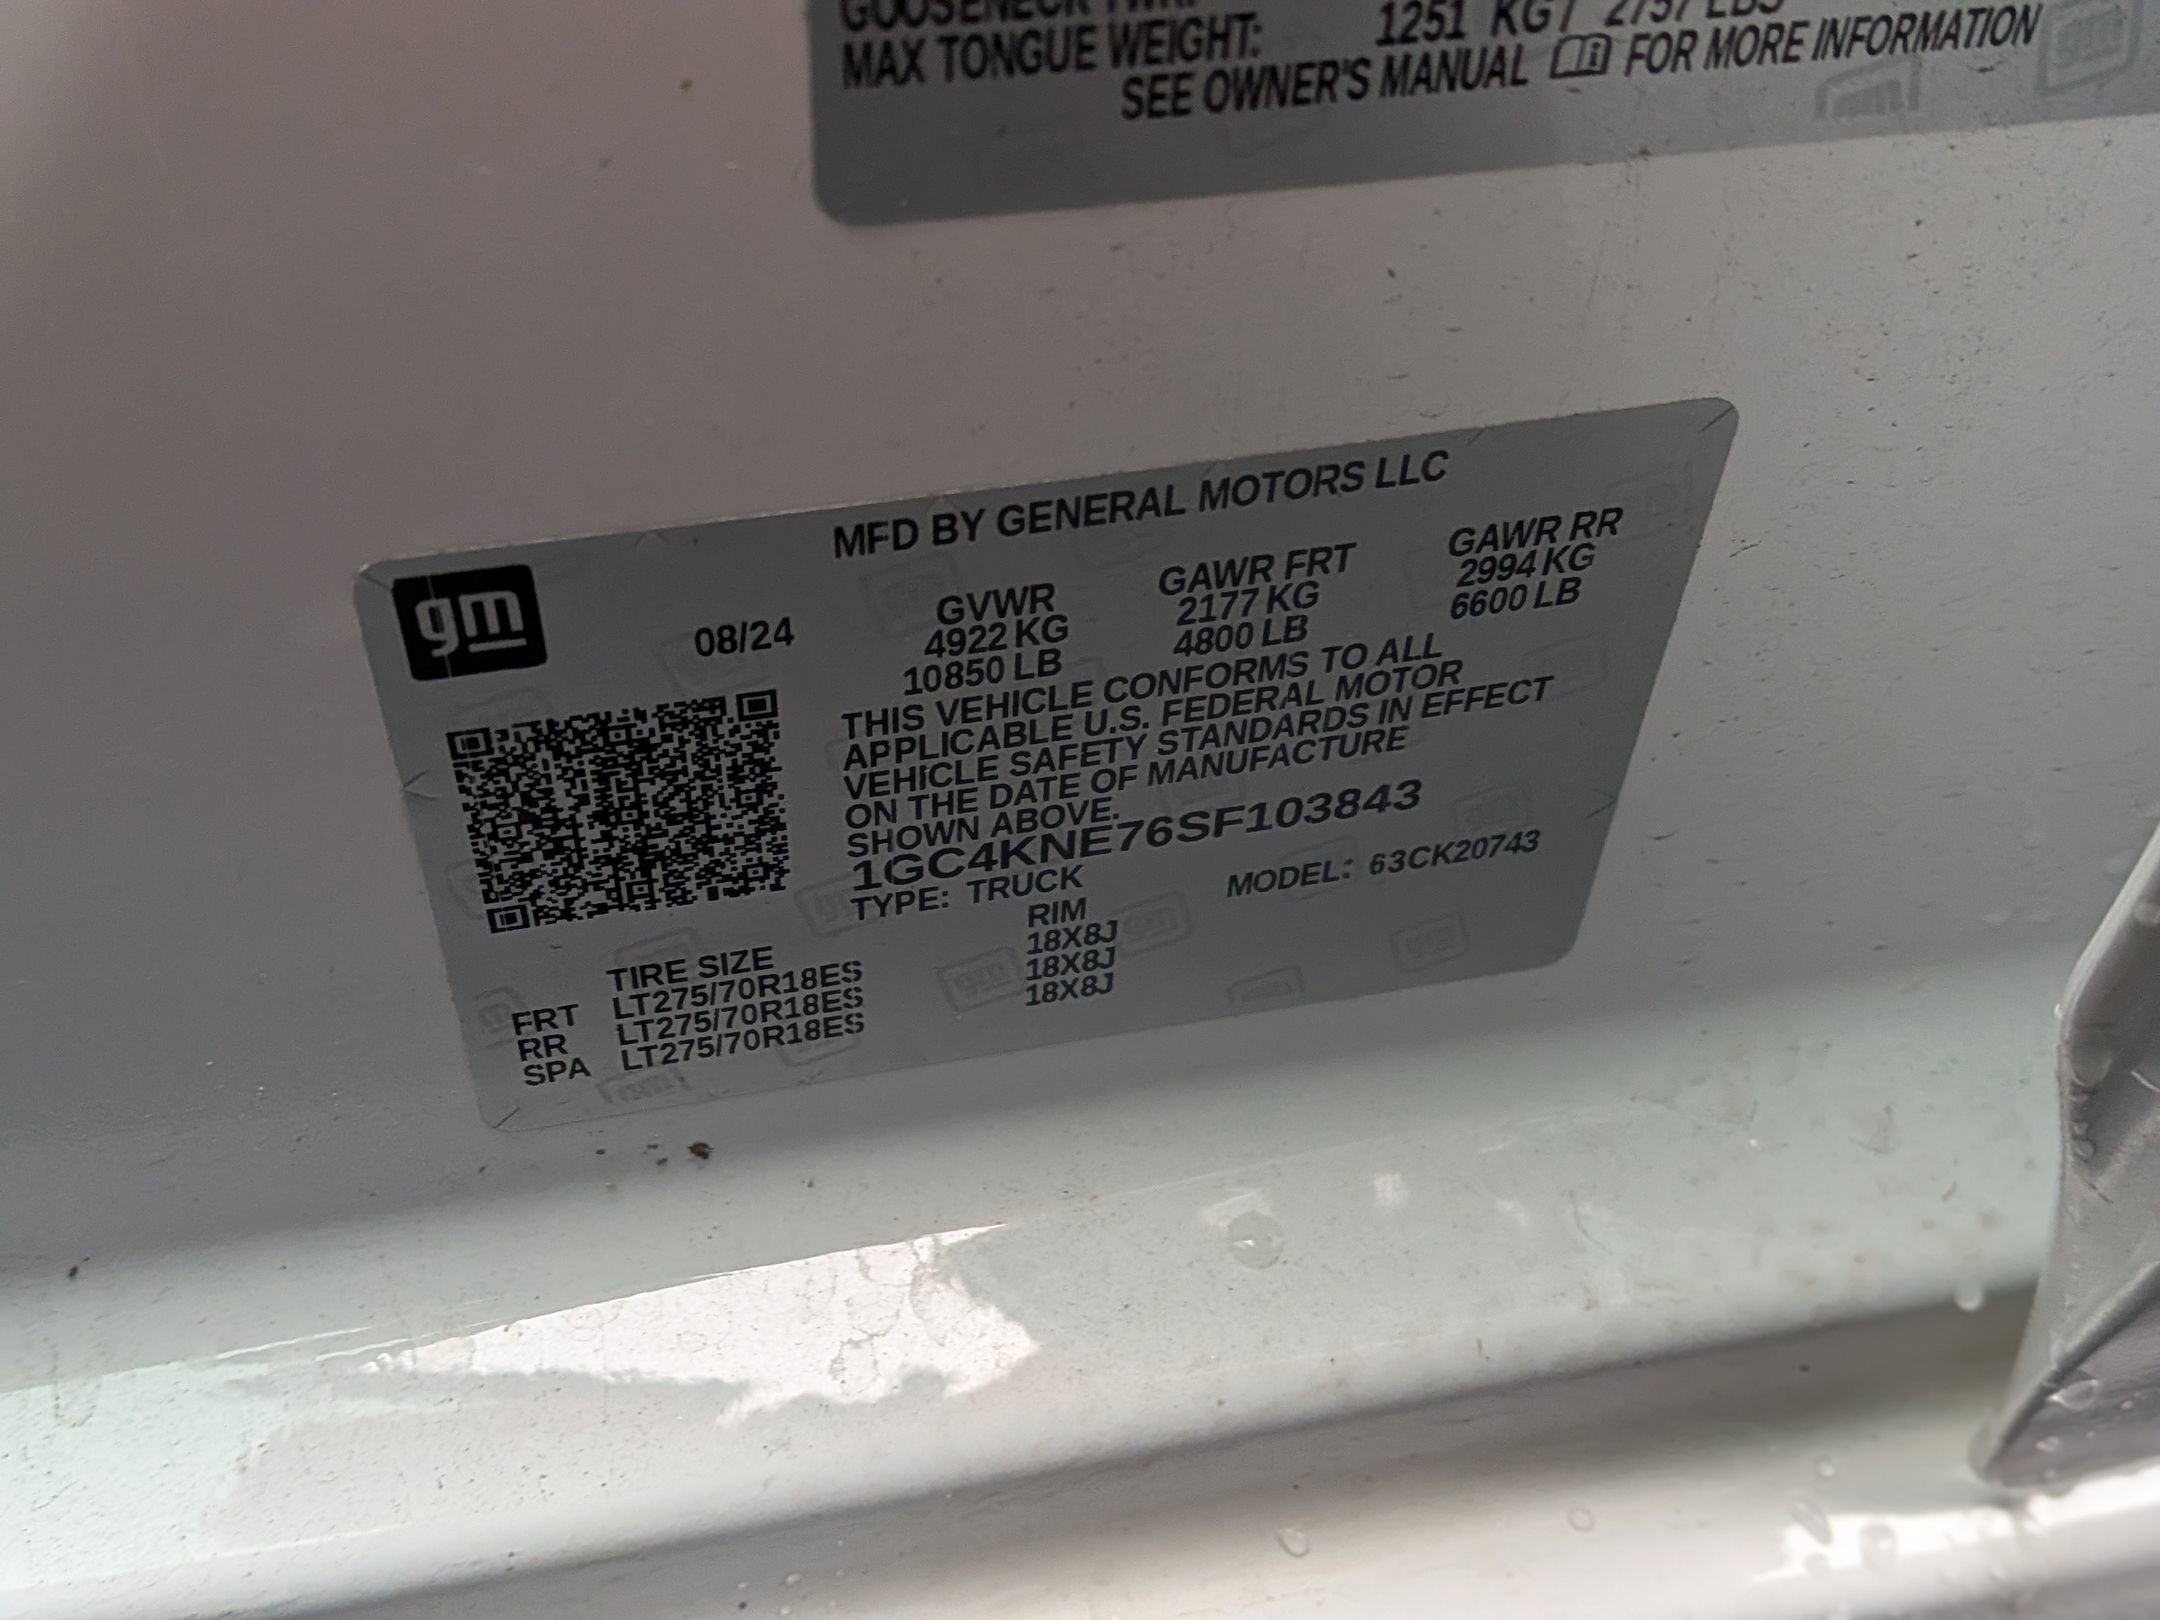 GOOSENECK TWR:
MAX TONGUE WEIGHT: 1251 KG / 2757 LBS
SEE OWNER'S MANUAL FOR MORE INFORMATION
MFD BY GENERAL MOTORS LLC
gm
08/24
GVWR GAWR FRT GAWR RR
4922 KG 2177 KG 2994 KG
10850 LB 4800 LB 6600 LB
THIS VEHICLE CONFORMS TO ALL
APPLICABLE U.S. FEDERAL MOTOR
VEHICLE SAFETY STANDARDS IN EFFECT
ON THE DATE OF MANUFACTURE
SHOWN ABOVE.
1GC4KNE76SF103843
TYPE: TRUCK MODEL: 63CK20743
TIRE SIZE RIM
FRT LT275/70R18ES 18X8J
RR LT275/70R18ES 18X8J
SPA LT275/70R18ES 18X8J